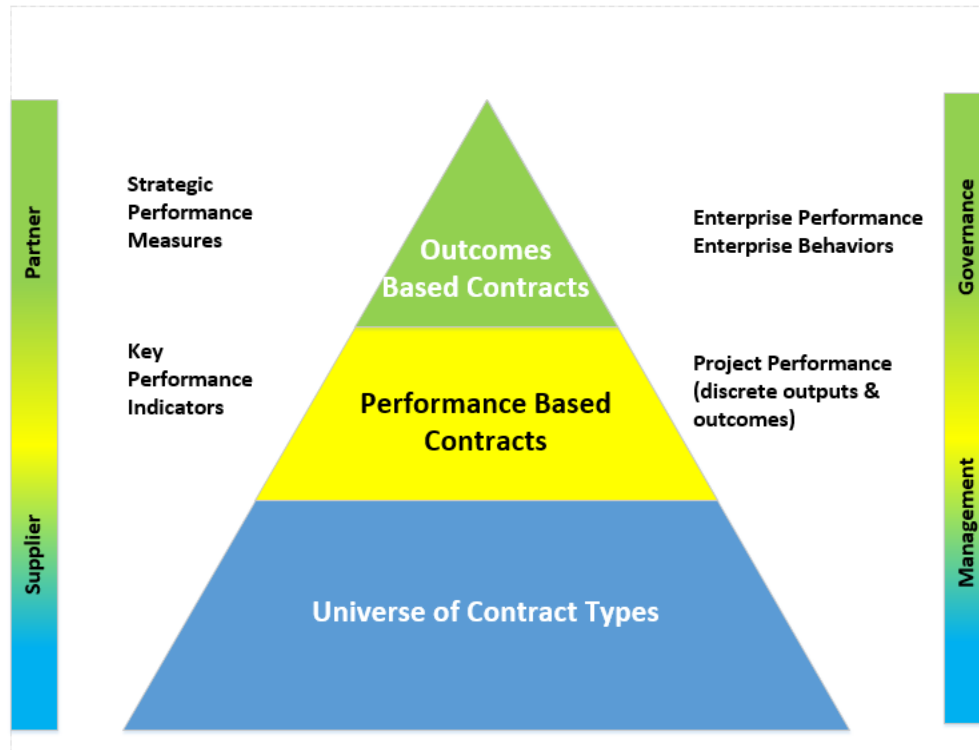 Strategic
Performance
Measures
Outcomes
Based Contracts
Enterprise Performance
Enterprise Behaviors
Key
Performance
Indicators
Performance Based
Contracts
Project Performance
(discrete outputs &
outcomes)
Universe of Contract Types
Partner
Supplier
Governance
Management